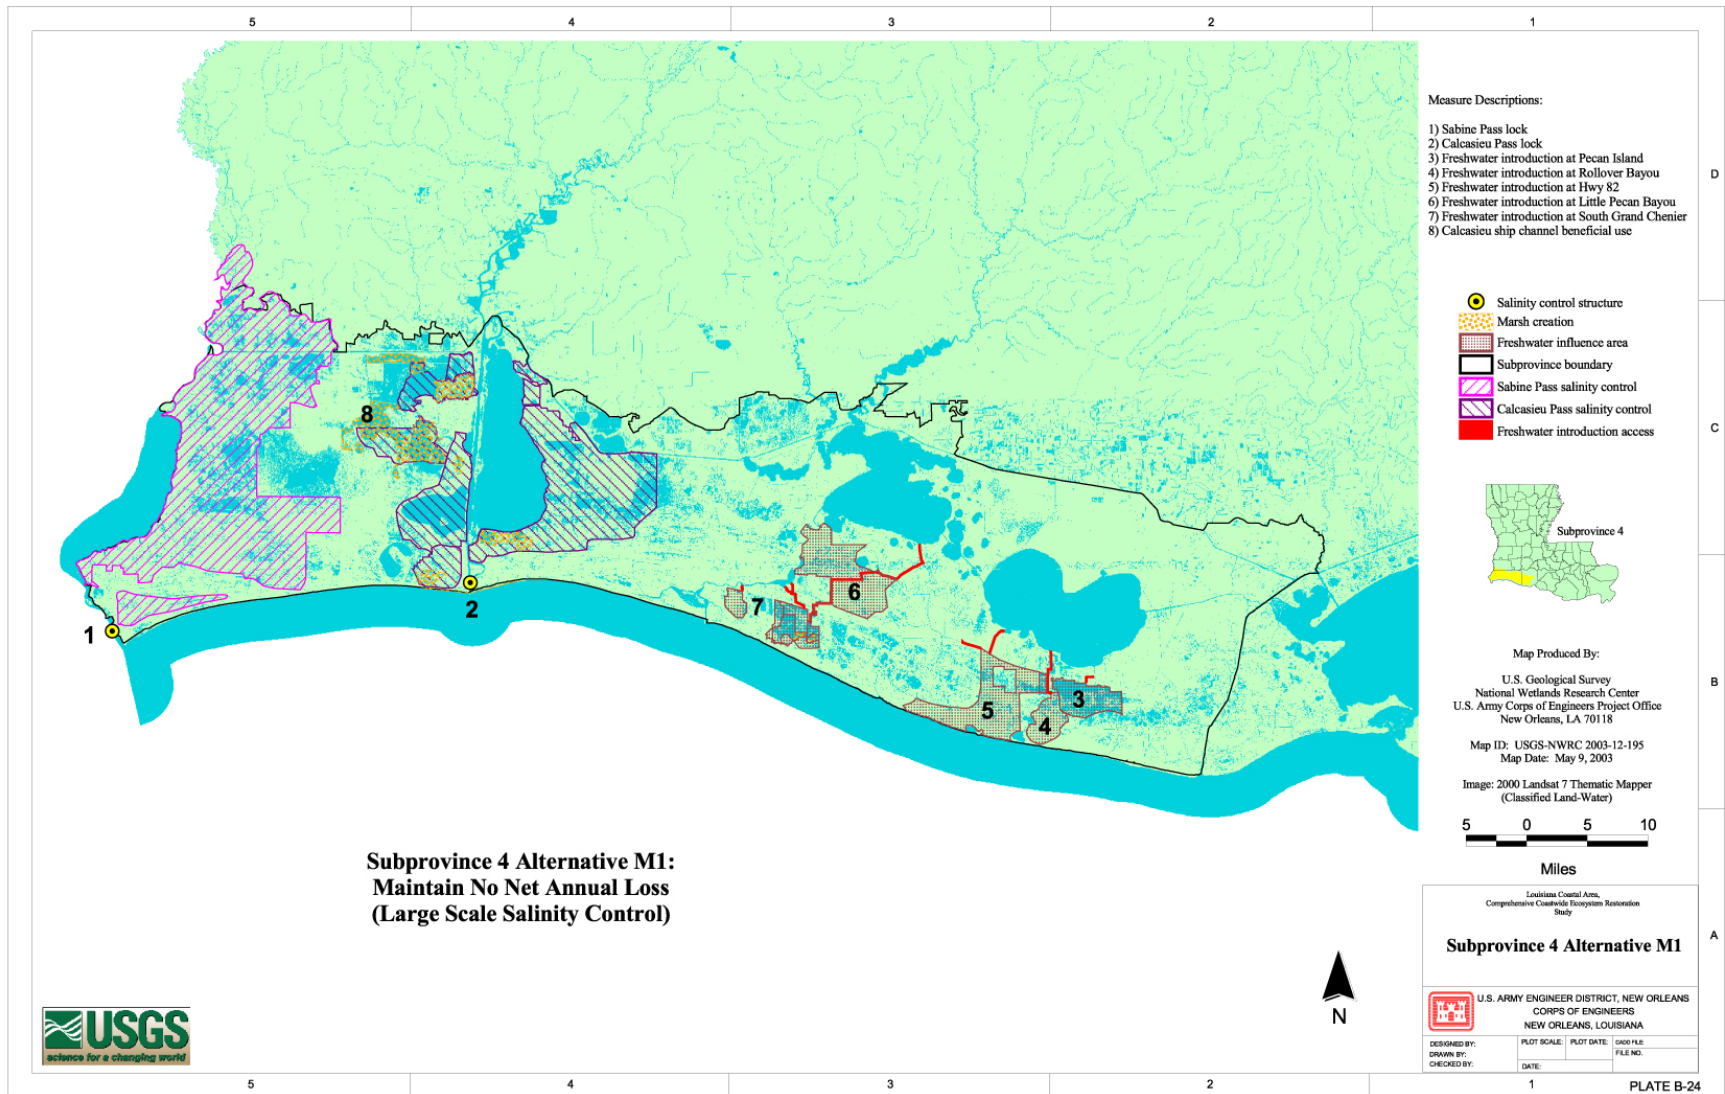 5 4 3 2 1
Measure Descriptions:
1) Sabine Pass lock
2) Calcasieu Pass lock
3) Freshwater introduction at Pecan Island
4) Freshwater introduction at Rollover Bayou
5) Freshwater introduction at Hwy 82
6) Freshwater introduction at Little Pecan Bayou
7) Freshwater introduction at South Grand Chenier
8) Calcasieu ship channel beneficial use
D
Salinity control structure
Marsh creation
Freshwater influence area
Subprovince boundary
Sabine Pass salinity control
Calcasieu Pass salinity control
Freshwater introduction access
C
8
Subprovince 4
6
7
2
1
3
5
4
B
Map Produced By:
U.S. Geological Survey
National Wetlands Research Center
U.S. Army Corps of Engineers Project Office
New Orleans, LA 70118
Map ID: USGS-NWRC 2003-12-195
Map Date: May 9, 2003
Image: 2000 Landsat 7 Thematic Mapper
(Classified Land-Water)
5 0 5 10
Miles
Subprovince 4 Alternative M1:
Maintain No Net Annual Loss
(Large Scale Salinity Control)
Louisiana Coastal Area,
Comprehensive Coastwide Ecosystem Restoration
Study
Subprovince 4 Alternative M1
A
N
USGS
science for a changing world
U.S. ARMY ENGINEER DISTRICT, NEW ORLEANS
CORPS OF ENGINEERS
NEW ORLEANS, LOUISIANA
DESIGNED BY:
DRAWN BY:
CHECKED BY:
PLOT SCALE:
PLOT DATE:
CADD FILE
FILE NO.
DATE:
5 4 3 2 1
PLATE B-24